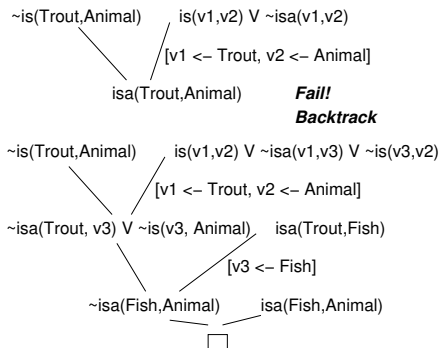 ~is(Trout,Animal) is(v1,v2) V ~isa(v1,v2)
[v1 <− Trout, v2 <− Animal]
isa(Trout,Animal) Fail!
Backtrack
~is(Trout,Animal) is(v1,v2) V ~isa(v1,v3) V ~is(v3,v2)
[v1 <− Trout, v2 <− Animal]
~isa(Trout, v3) V ~is(v3, Animal) isa(Trout,Fish)
[v3 <− Fish]
~isa(Fish,Animal) isa(Fish,Animal)